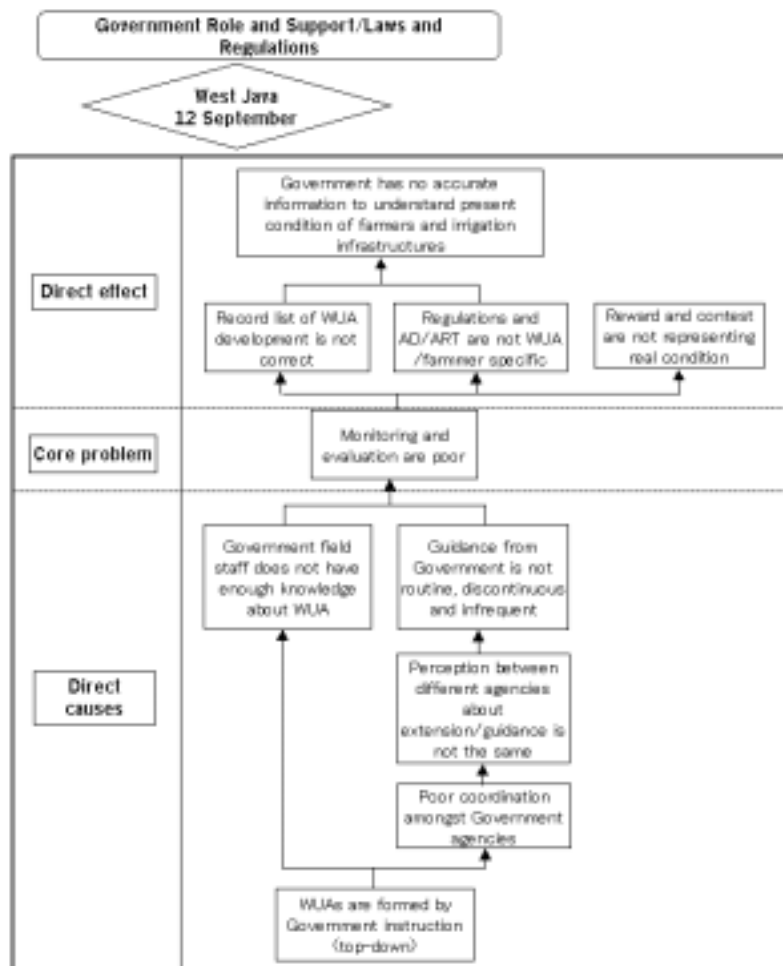 Government Role and Support/Laws and
Regulations
West Java
12 September
Government has no accurate
information to understand present
condition of farmers and irrigation
infrastructures
Direct effect
Record list of WUA
development is not
correct
Regulations and
AD/ART are not WUA
/farmmer specific
Reward and contest
are not representing
real condition
Core problem
Monitoring and
evaluation are poor
Government field
staff does not have
enough knowledge
about WUA
Guidance from
Government is not
routine, discontinuous
and infrequent
Direct
causes
Perception between
different agencies
about
extension/guidance is
not the same
Poor coordination
amongst Government
agencies
WUAs are formed by
Government instruction
(top-down)